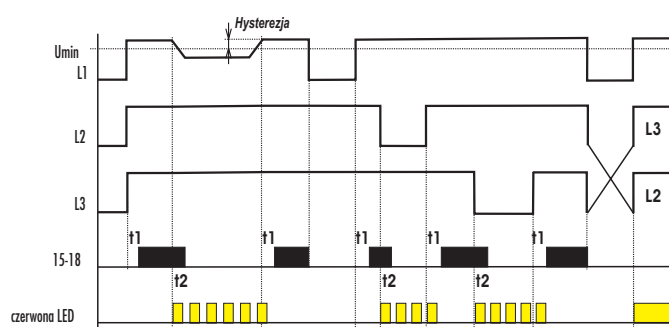 Hysterezja
Umin
L1
L2
L3
L3
L2
t1 t1 t1 t1 t1
15-18
t2 t2 t2
czerwona LED